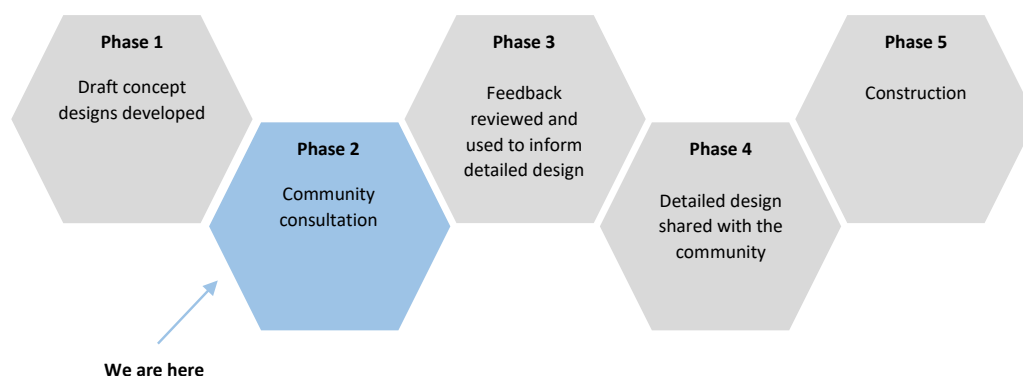 Phase 1
Draft concept
designs developed
Phase 2
Community
consultation
Phase 3
Feedback
reviewed and
used to inform
detailed design
Phase 4
Detailed design
shared with the
community
Phase 5
Construction
We are here